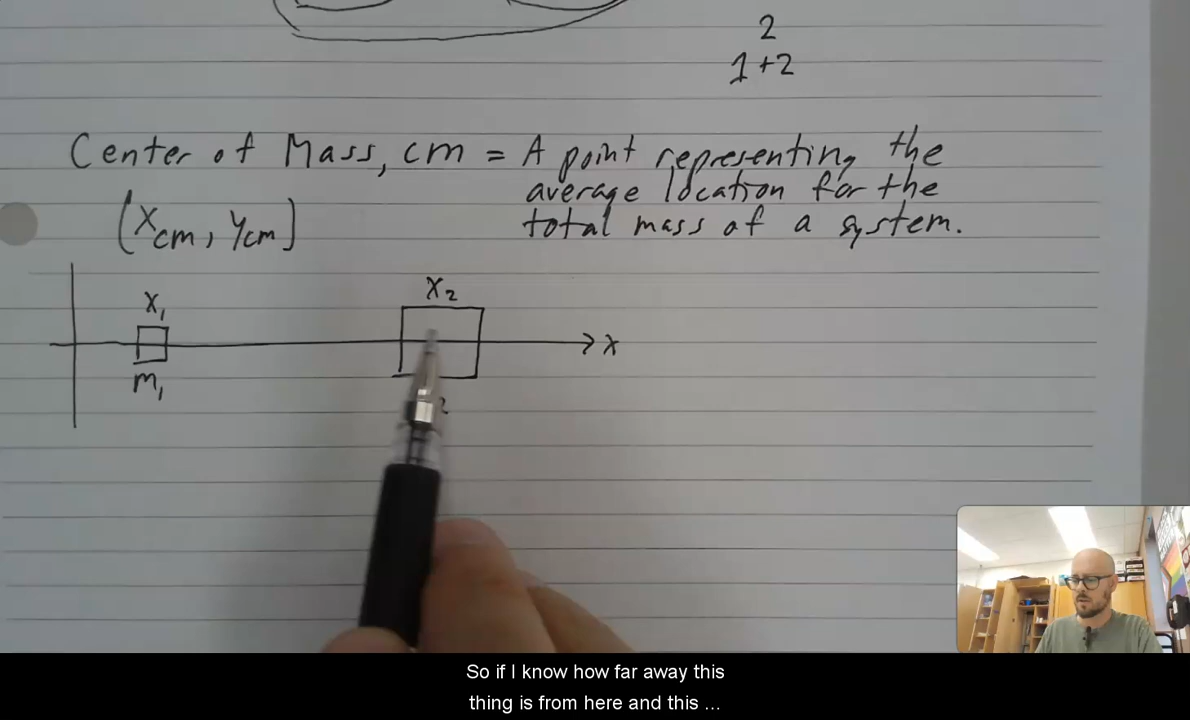 2
1+2
Center of Mass, cm = A point representing the
average location for the
(Xcm, Ycm) total mass of a system.
X1 X2
x
m1 2
So if I know how far away this
thing is from here and this ...